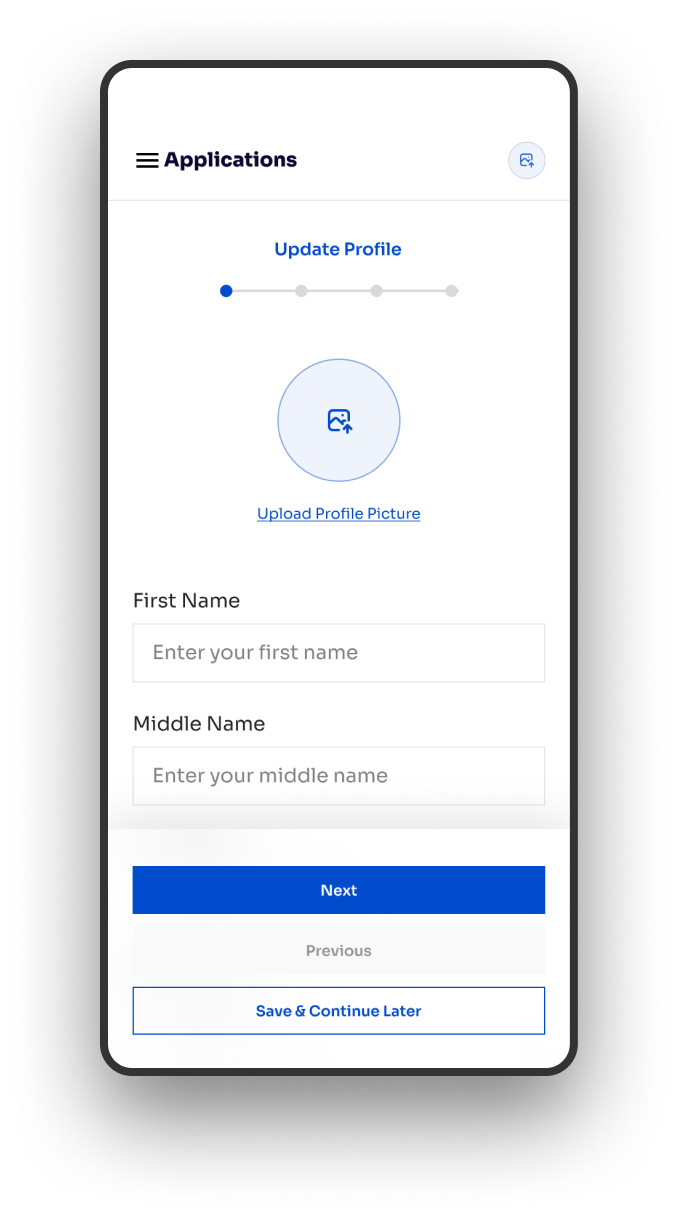 Applications
Update Profile
Upload Profile Picture
First Name
Enter your first name
Middle Name
Enter your middle name
Next
Previous
Save & Continue Later